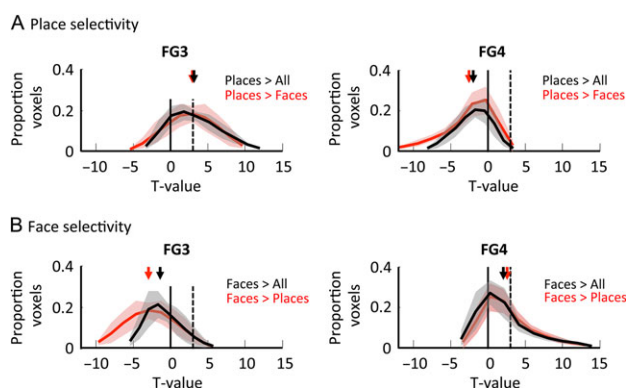 A Place selectivity
FG3
FG4
Proportion voxels
0.4
0.2
0
Places > All
Places > Faces
−10 −5 0 5 10 15
T-value
Proportion voxels
0.4
0.2
0
Places > All
Places > Faces
−10 −5 0 5 10 15
T-value
B Face selectivity
FG3
FG4
Proportion voxels
0.4
0.2
0
Faces > All
Faces > Places
−10 −5 0 5 10 15
T-value
Proportion voxels
0.4
0.2
0
Faces > All
Faces > Places
−10 −5 0 5 10 15
T-value